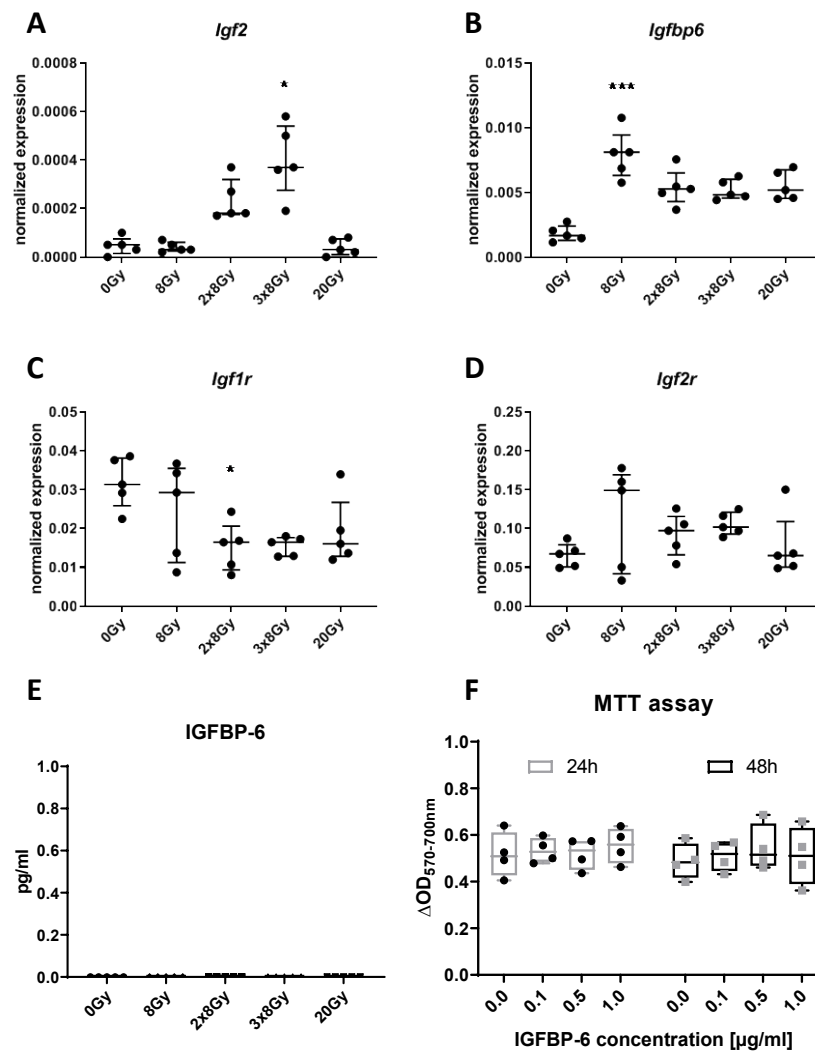 A
Igf2
normalized expression
0.0008
0.0006
0.0004
0.0002
0.0000
*
0Gy
8Gy
2x8Gy
3x8Gy
20Gy
B
Igfbp6
normalized expression
0.015
0.010
0.005
0.000
***
0Gy
8Gy
2x8Gy
3x8Gy
20Gy
C
Igf1r
normalized expression
0.05
0.04
0.03
0.02
0.01
0.00
*
0Gy
8Gy
2x8Gy
3x8Gy
20Gy
D
Igf2r
normalized expression
0.25
0.20
0.15
0.10
0.05
0.00
0Gy
8Gy
2x8Gy
3x8Gy
20Gy
E
IGFBP-6
pg/ml
1.0
0.8
0.6
0.4
0.2
0.0
0Gy
8Gy
2x8Gy
3x8Gy
20Gy
F
MTT assay
ΔOD570-700nm
1.0
0.8
0.6
0.4
0.2
0.0
24h
48h
0.0
0.1
0.5
1.0
0.0
0.1
0.5
1.0
IGFBP-6 concentration [µg/ml]